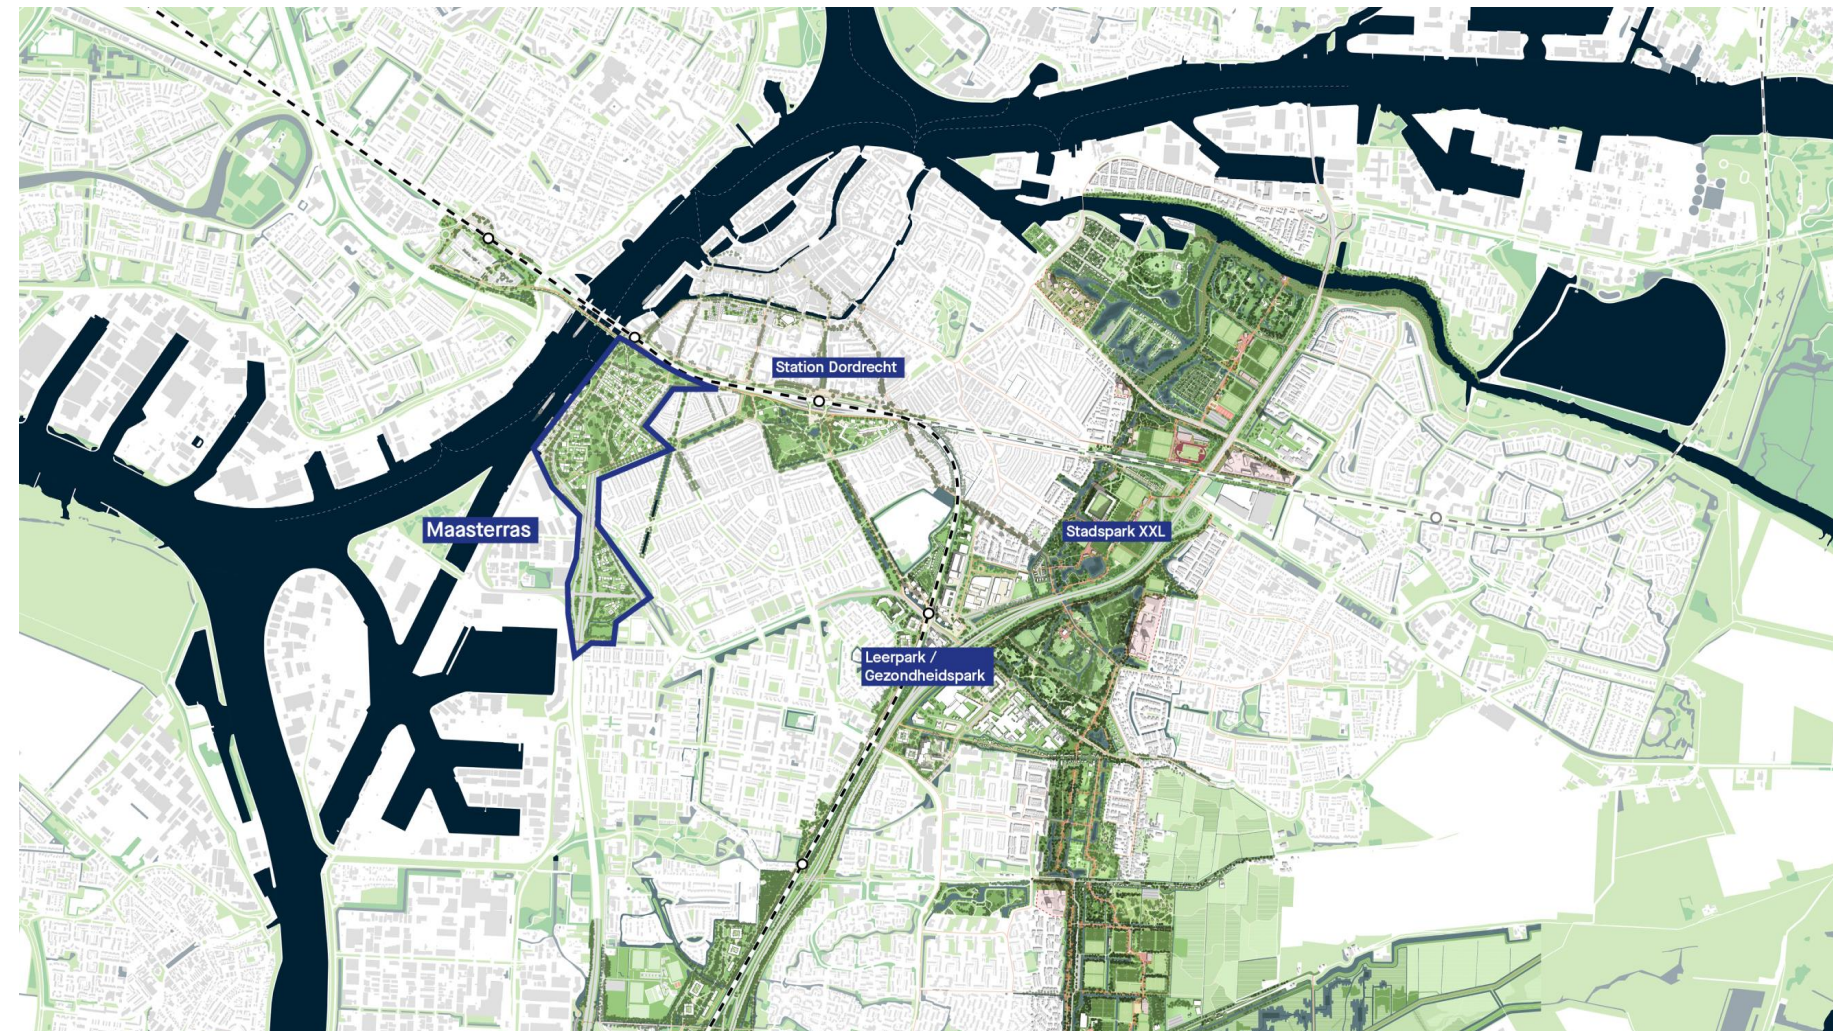 Station Dordrecht
Maasterras
Stadspark XXL
Leerpark /
Gezondheidspark